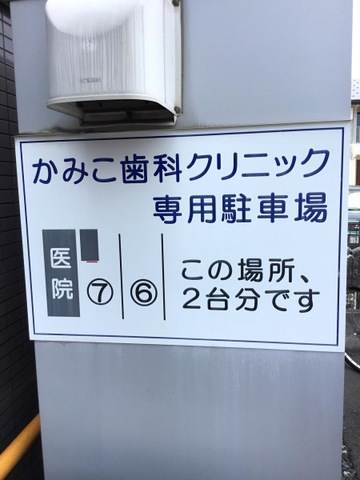 かみこ歯科クリニック
専用駐車場
医院
⑦ ⑥
この場所、
2台分です